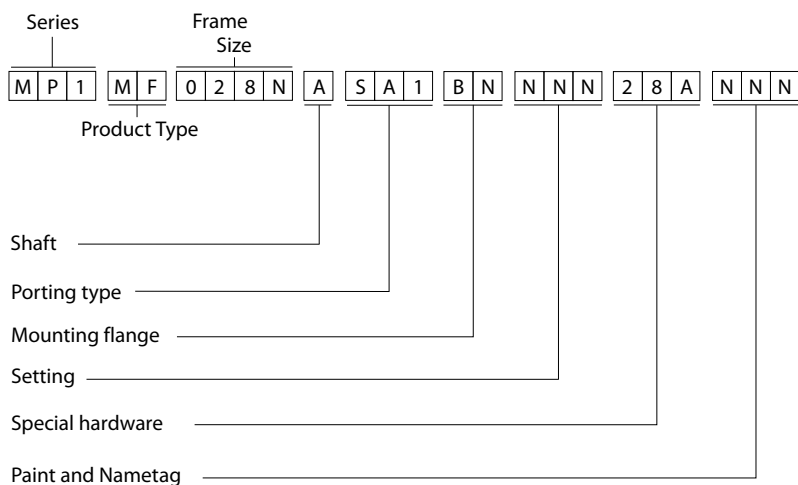 Series
Frame
Size
M P 1 M F 0 2 8 N A S A 1 B N N N N 2 8 A N N N
Product Type
Shaft
Porting type
Mounting flange
Setting
Special hardware
Paint and Nametag